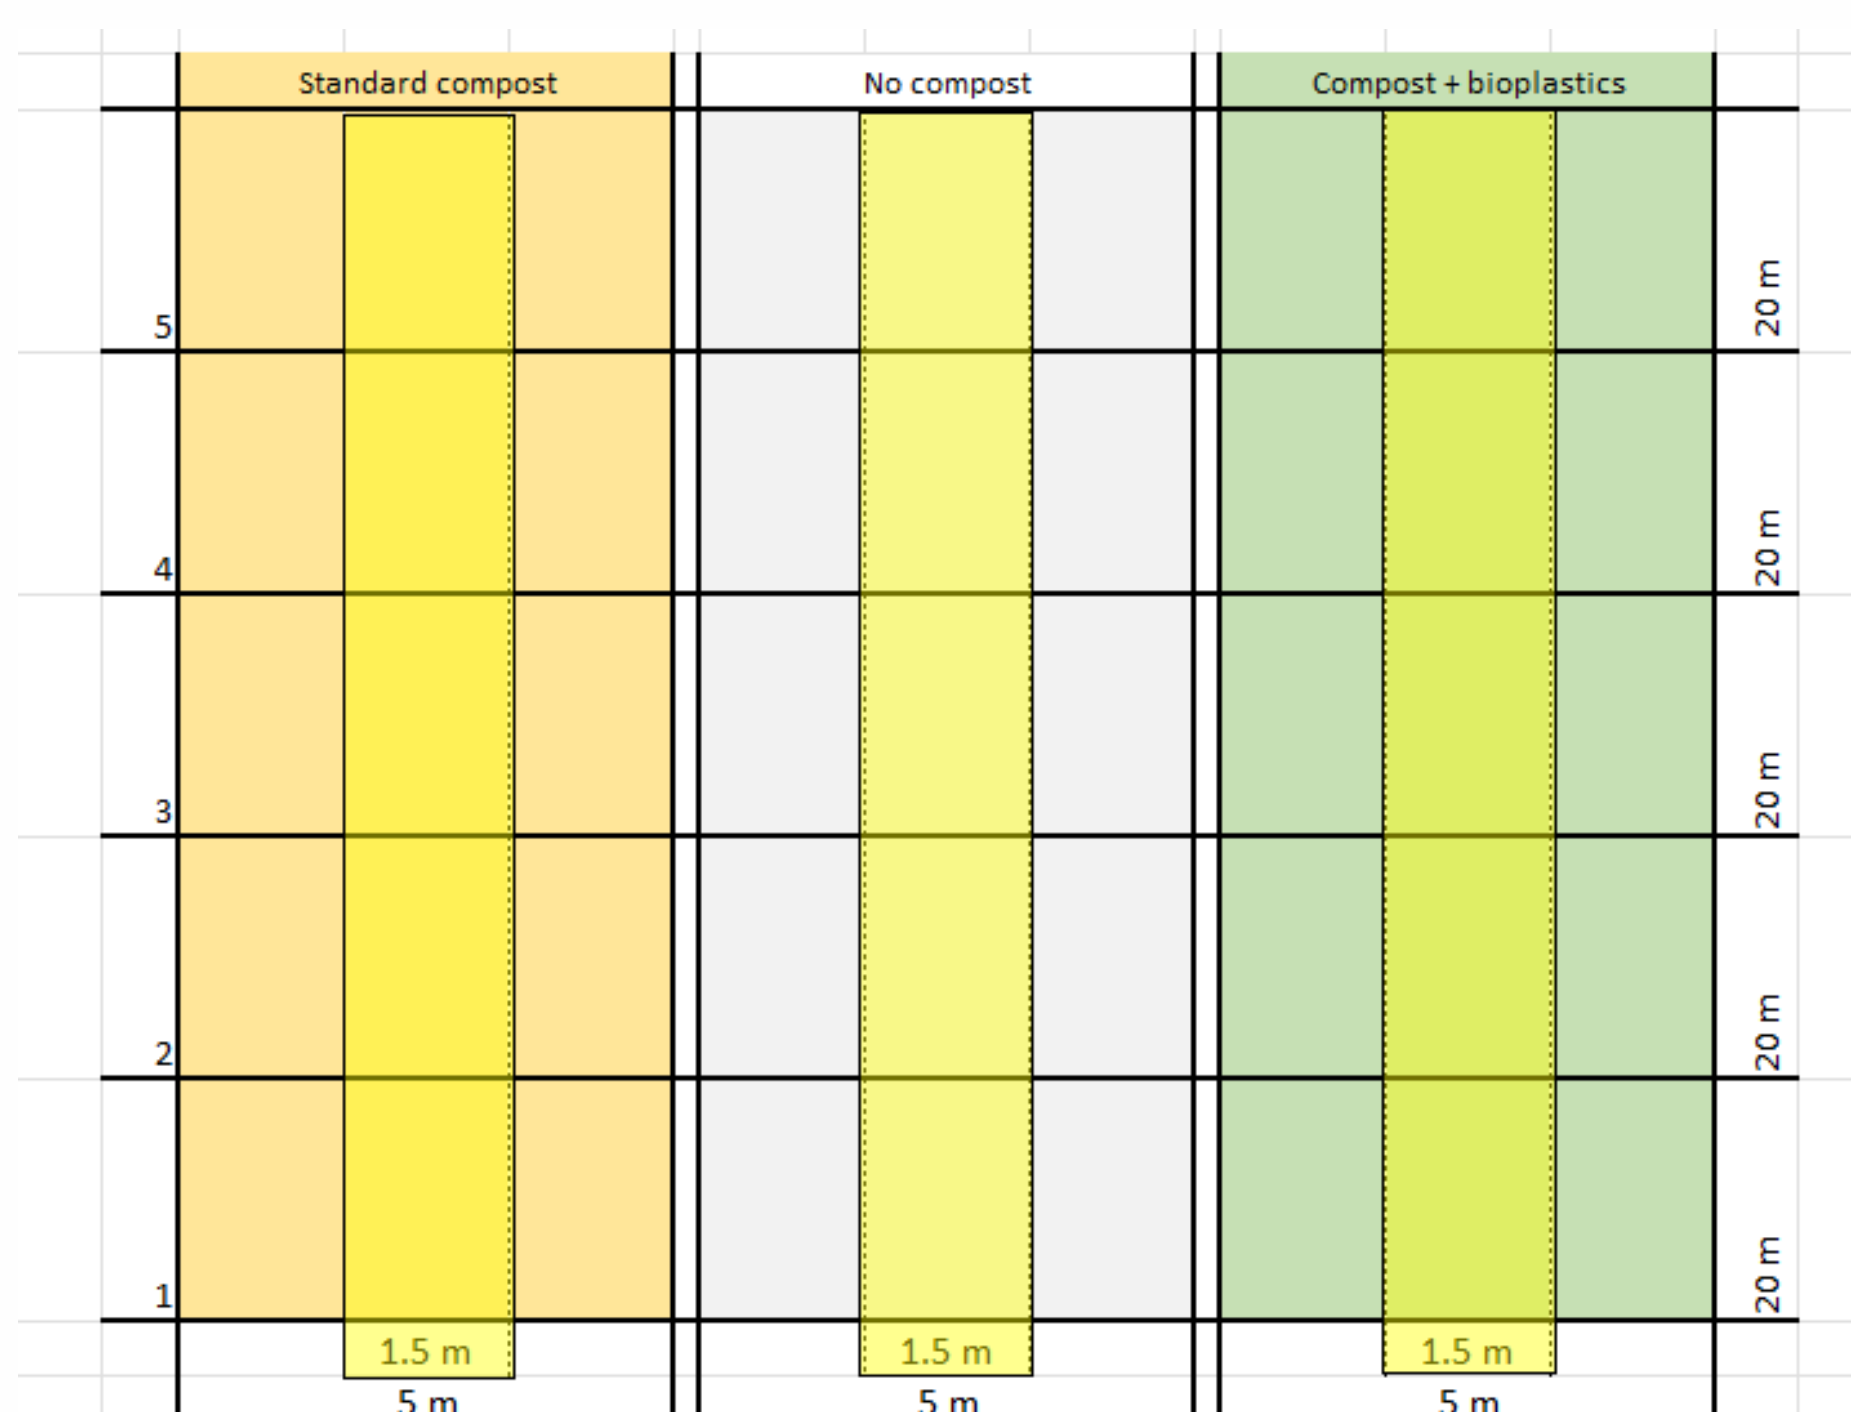 Standard compost No compost Compost + bioplastics
5 20 m
4 20 m
3 20 m
2 20 m
1 20 m
1.5 m 1.5 m 1.5 m
5 m 5 m 5 m